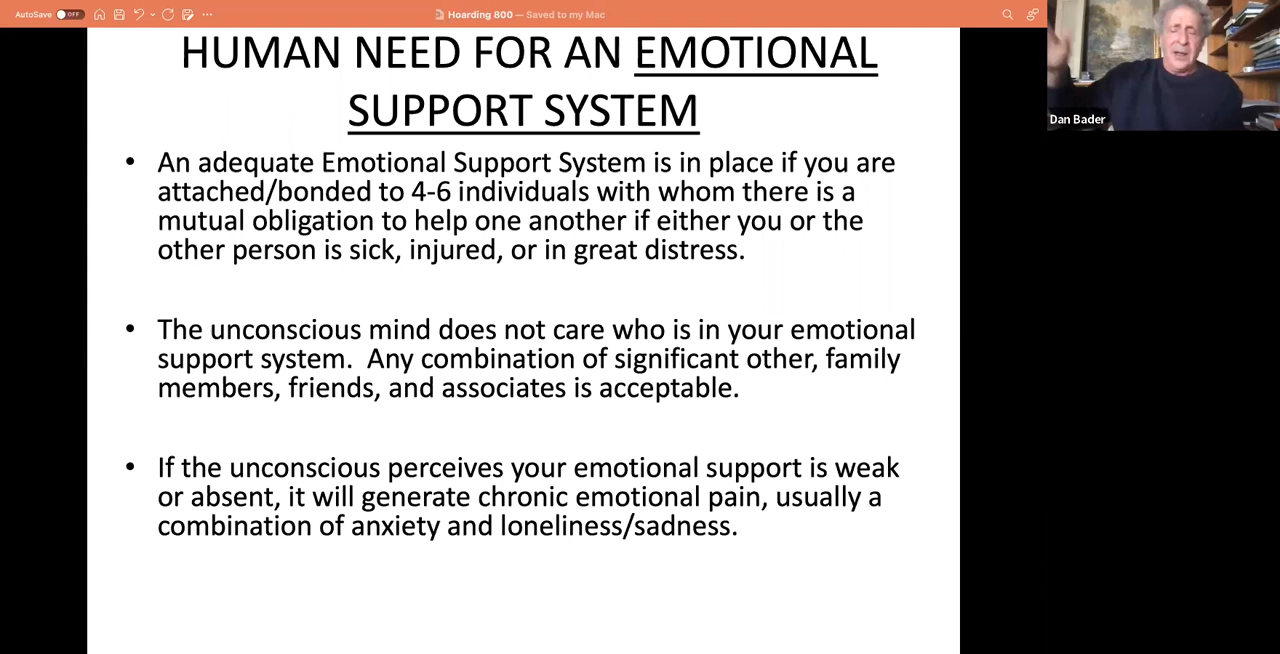 AutoSave OFF
Hoarding 800 — Saved to my Mac
HUMAN NEED FOR AN EMOTIONAL
SUPPORT SYSTEM
• An adequate Emotional Support System is in place if you are
attached/bonded to 4-6 individuals with whom there is a
mutual obligation to help one another if either you or the
other person is sick, injured, or in great distress.
• The unconscious mind does not care who is in your emotional
support system. Any combination of significant other, family
members, friends, and associates is acceptable.
• If the unconscious perceives your emotional support is weak
or absent, it will generate chronic emotional pain, usually a
combination of anxiety and loneliness/sadness.
Dan Bader